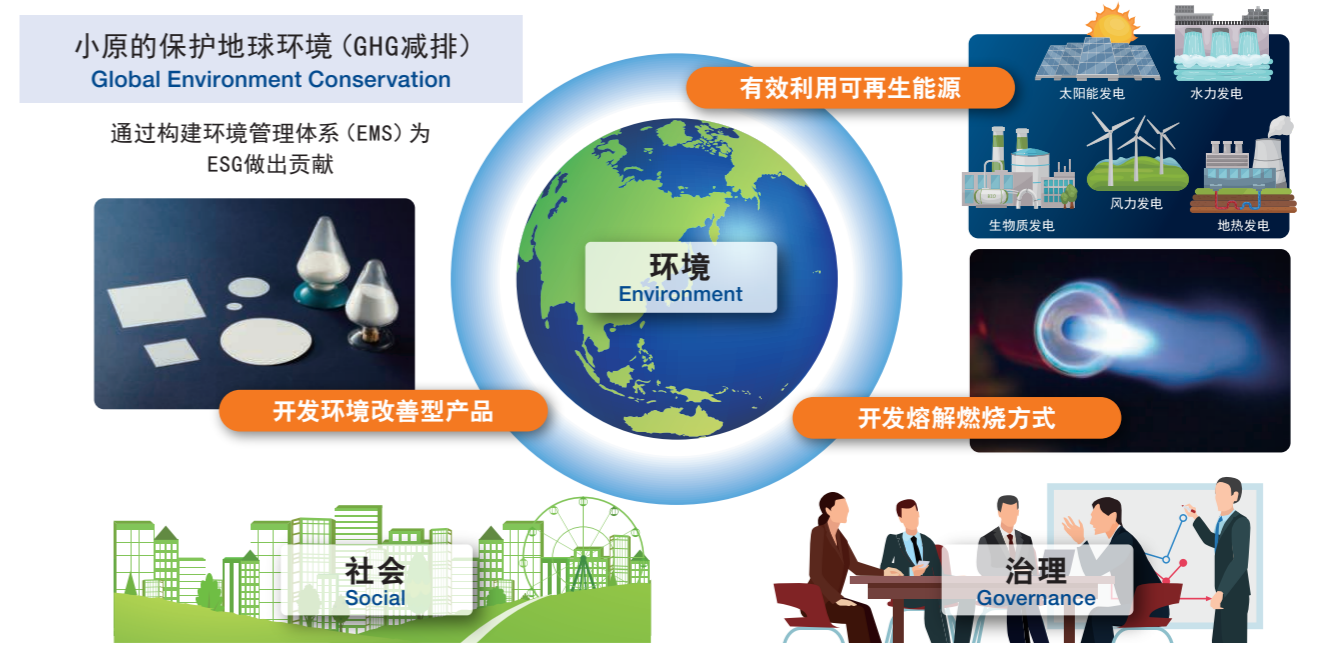 小原的保护地球环境（GHG减排）
Global Environment Conservation
通过构建环境管理体系（EMS）为
ESG做出贡献
有效利用可再生能源
太阳能发电
水力发电
风力发电
生物质发电
地热发电
环境
Environment
开发环境改善型产品
开发熔解燃烧方式
社会
Social
治理
Governance